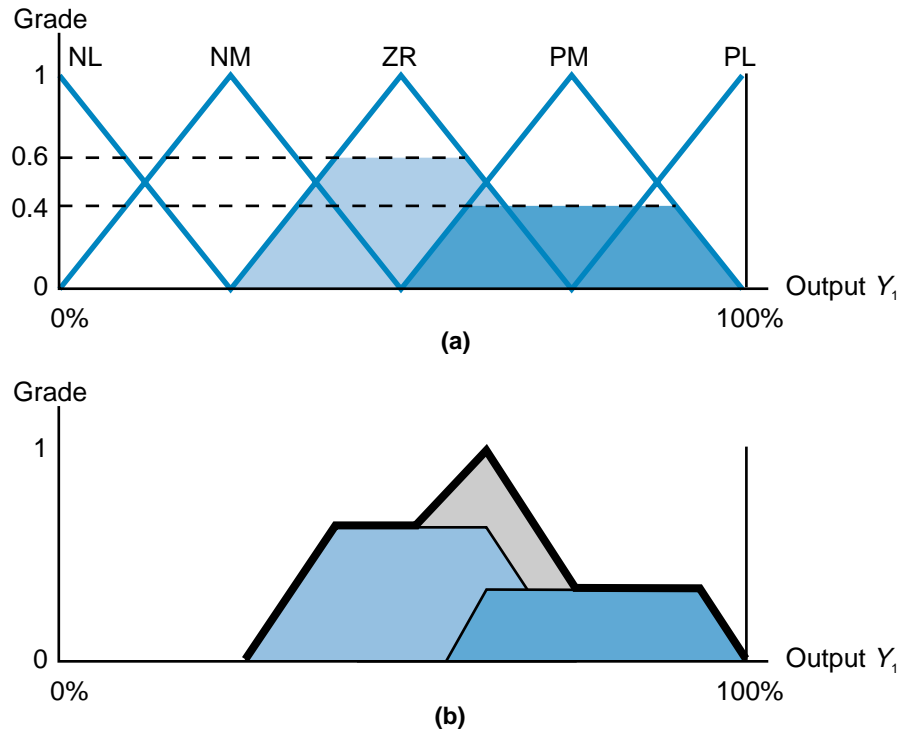 Grade
NL NM ZR PM PL
1
0.6
0.4
0
Output Y₁
0% 100%
(a)
Grade
1
0
Output Y₁
0% 100%
(b)